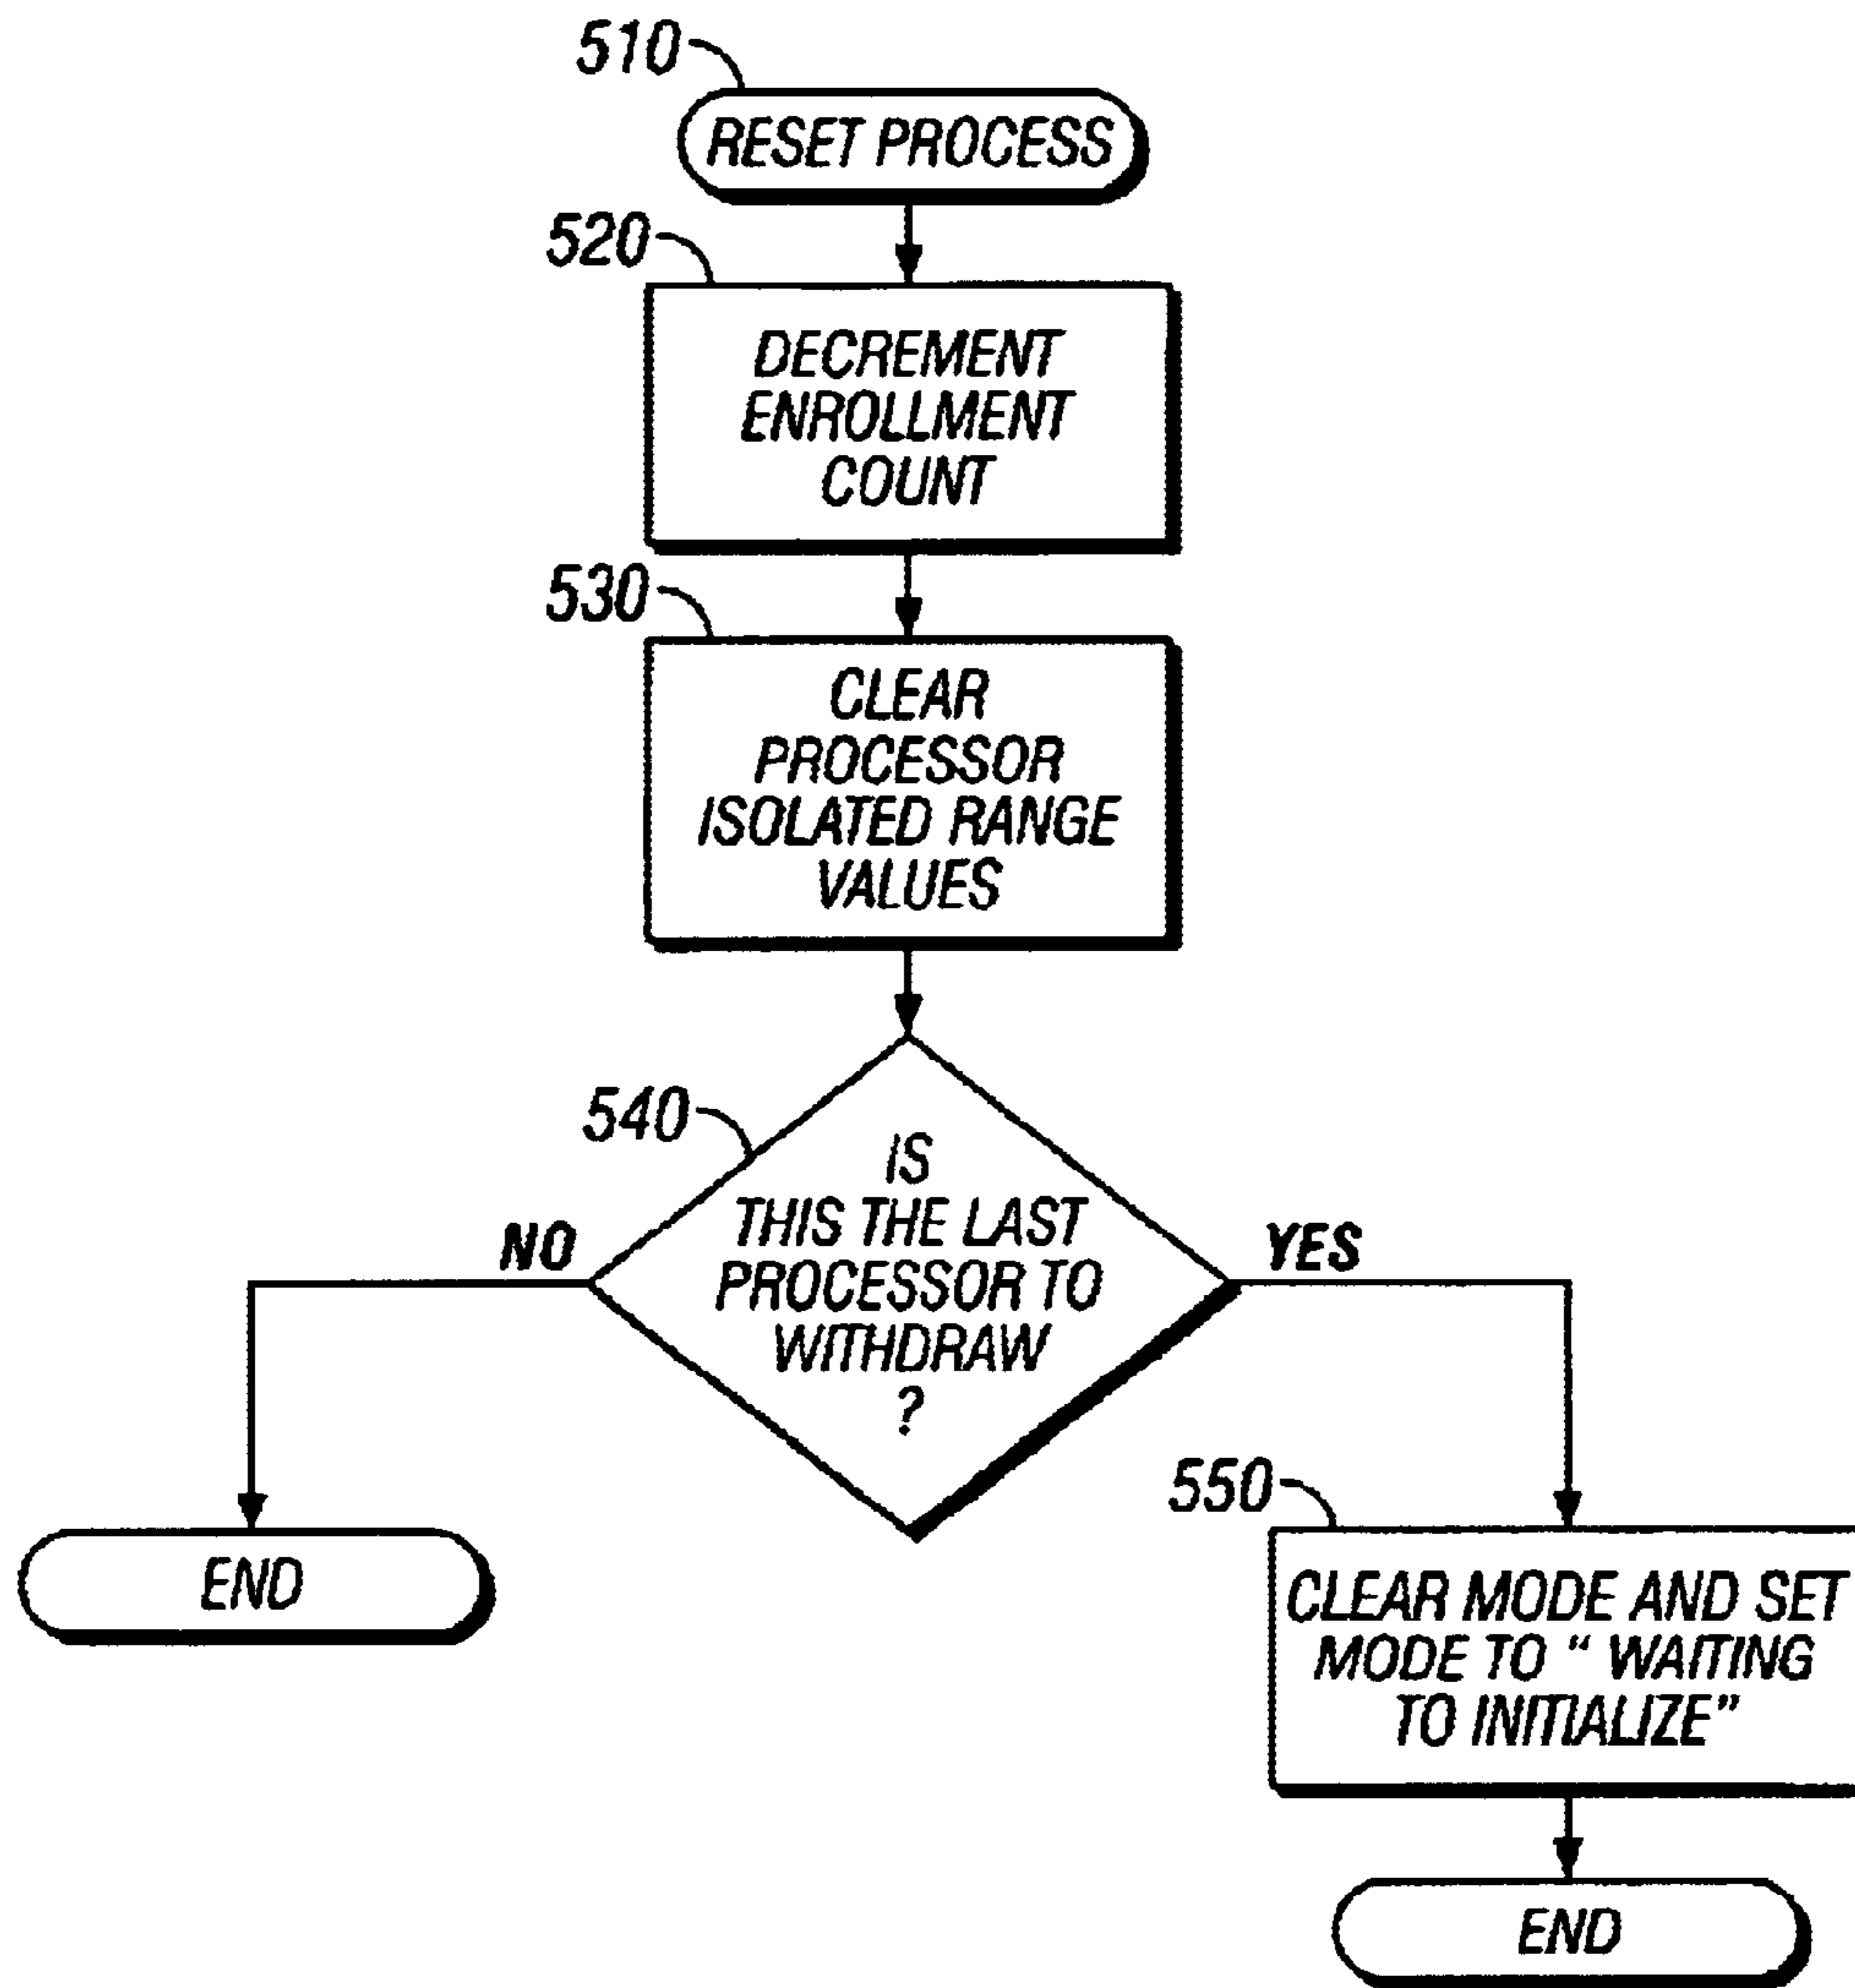 510
RESET PROCESS
520
DECREMENT
ENROLLMENT
COUNT
530
CLEAR
PROCESSOR
ISOLATED RANGE
VALUES
540
IS
THIS THE LAST
PROCESSOR TO
WITHDRAW
?
NO
YES
END
550
CLEAR MODE AND SET
MODE TO “ WAITING
TO INITIALIZE”
END